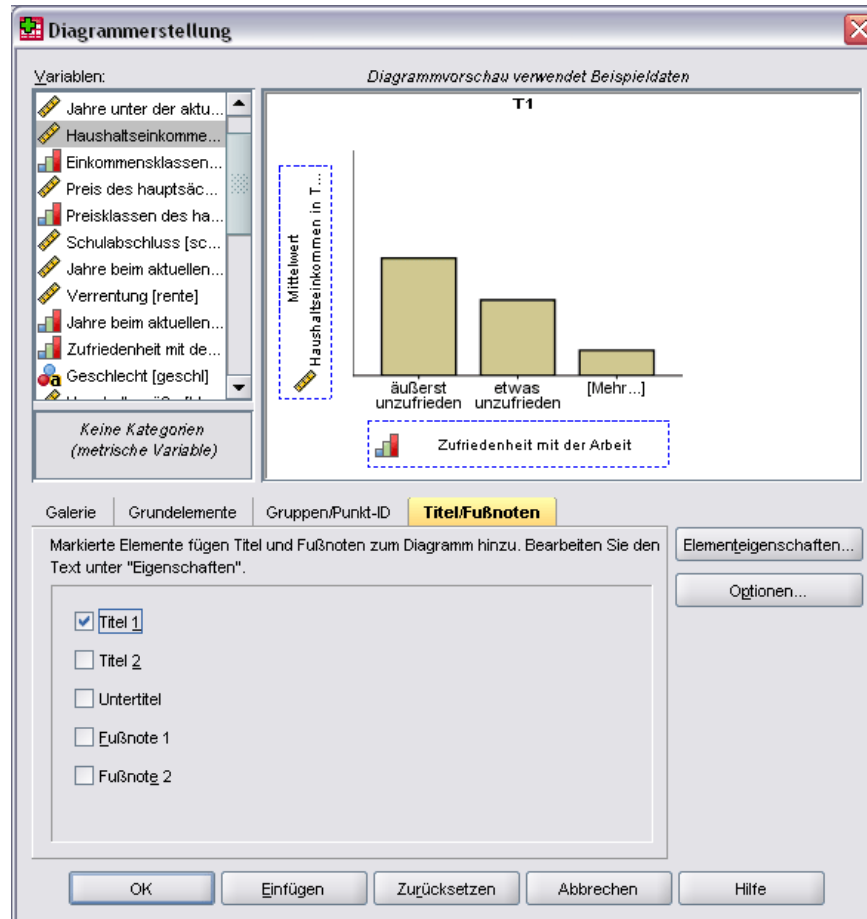 Diagrammerstellung
Variablen:
Diagrammvorschau verwendet Beispieldaten
Jahre unter der aktu...
Haushaltseinkomme...
Einkommensklassen...
Preis des hauptsäc...
Preisklassen des ha...
Schulabschluss [sc...
Jahre beim aktuellen...
Verrentung [rente]
Jahre beim aktuellen...
Zufriedenheit mit de...
Geschlecht [geschl]
Keine Kategorien
(metrische Variable)
T1
Mittelwert
Haushaltseinkommen in T...
äußerst
unzufrieden
etwas
unzufrieden
[Mehr...]
Zufriedenheit mit der Arbeit
Galerie
Grundelemente
Gruppen/Punkt-ID
Titel/Fußnoten
Markierte Elemente fügen Titel und Fußnoten zum Diagramm hinzu. Bearbeiten Sie den
Text unter "Eigenschaften".
Elementeigenschaften...
Optionen...
Titel 1
Titel 2
Untertitel
Fußnote 1
Fußnote 2
OK
Einfügen
Zurücksetzen
Abbrechen
Hilfe